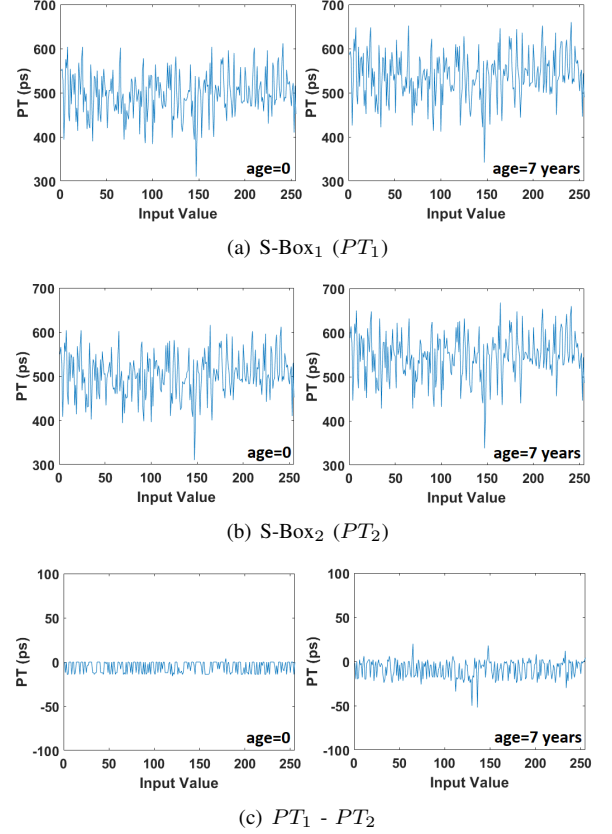 700
600
500
400
300
PT (ps)
0 50 100 150 200 250
Input Value
age=0
700
600
500
400
300
PT (ps)
0 50 100 150 200 250
Input Value
age=7 years
(a) S-Box₁ (PT₁)
700
600
500
400
300
PT (ps)
0 50 100 150 200 250
Input Value
age=0
700
600
500
400
300
PT (ps)
0 50 100 150 200 250
Input Value
age=7 years
(b) S-Box₂ (PT₂)
100
50
0
-50
-100
PT (ps)
0 50 100 150 200 250
Input Value
age=0
100
50
0
-50
-100
PT (ps)
0 50 100 150 200 250
Input Value
age=7 years
(c) PT₁ - PT₂